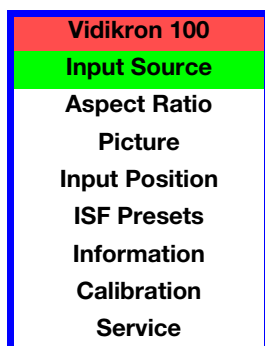 Vidikron 100
Input Source
Aspect Ratio
Picture
Input Position
ISF Presets
Information
Calibration
Service